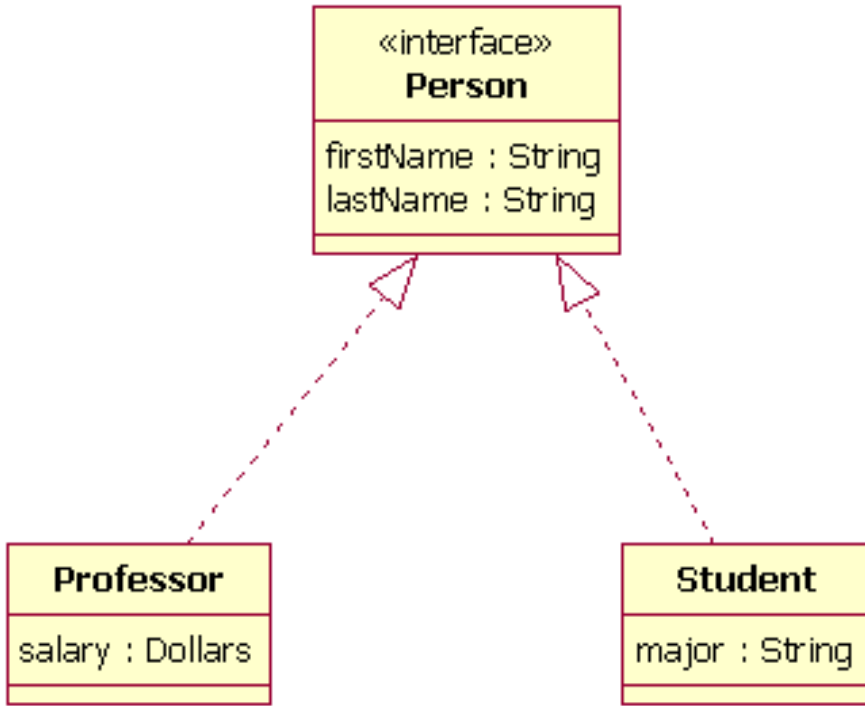 «interface»
Person
firstName : String
lastName : String
Professor
salary : Dollars
Student
major : String